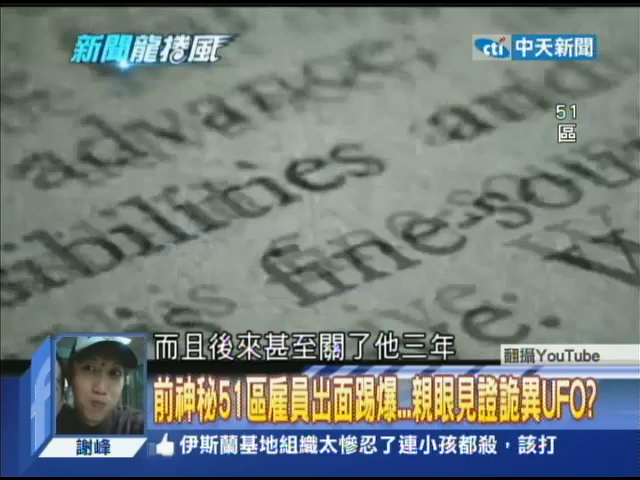 新聞龍捲風
cti 中天新聞
51
區
advance,
sibilities and
fine-sou
e.
而且後來甚至關了他三年
翻攝YouTube
前神秘51區雇員出面踢爆...親眼見證詭異UFO?
謝峰
伊斯蘭基地組織太慘忍了連小孩都殺，該打